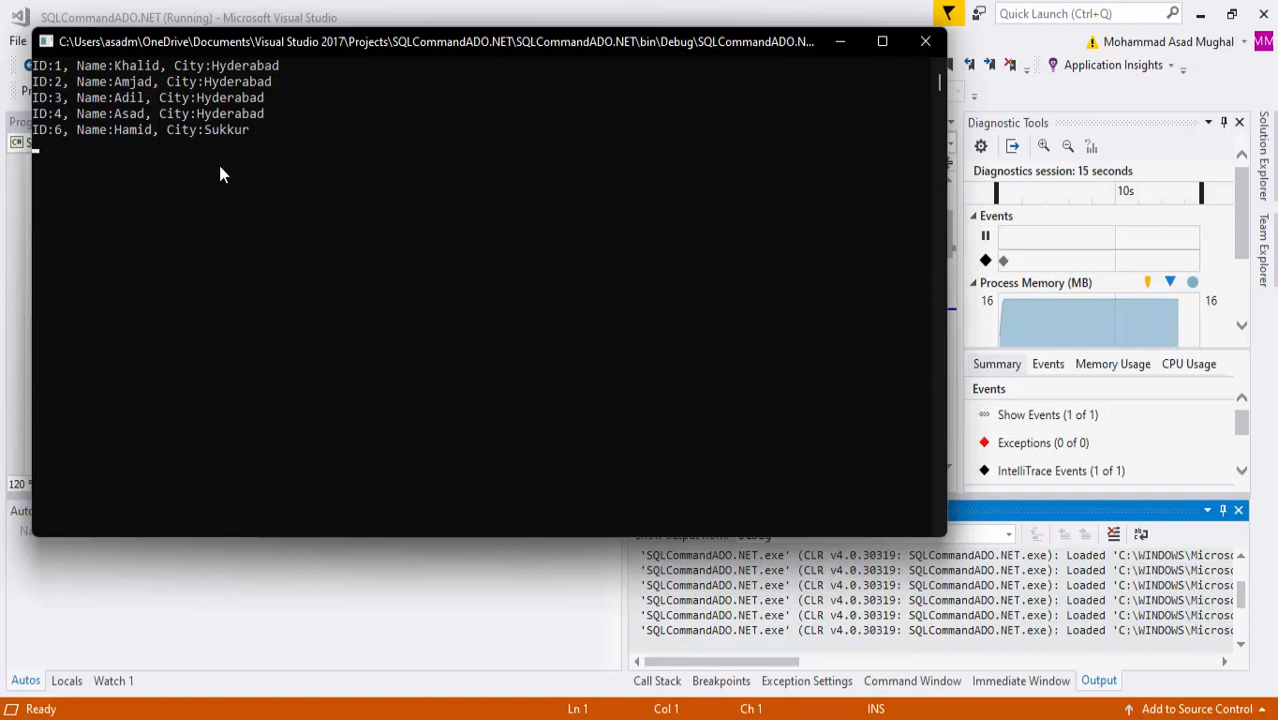 SQLCommandADO.NET (Running) - Microsoft Visual Studio
Quick Launch (Ctrl+Q)
File
C:\Users\asadm\OneDrive\Documents\Visual Studio 2017\Projects\SQLCommandADO.NET\SQLCommandADO.NET\bin\Debug\SQLCommandADO.N...
Mohammad Asad Mughal
MM
Application Insights
ID:1, Name:Khalid, City:Hyderabad
ID:2, Name:Amjad, City:Hyderabad
ID:3, Name:Adil, City:Hyderabad
ID:4, Name:Asad, City:Hyderabad
ID:6, Name:Hamid, City:Sukkur
Diagnostic Tools
Diagnostics session: 15 seconds
10s
Events
Process Memory (MB)
16
16
Summary
Events
Memory Usage
CPU Usage
Events
Show Events (1 of 1)
Exceptions (0 of 0)
IntelliTrace Events (1 of 1)
Solution Explorer
Team Explorer
120
'SQLCommandADO.NET.exe' (CLR v4.0.30319: SQLCommandADO.NET.exe): Loaded 'C:\WINDOWS\Microsc
'SQLCommandADO.NET.exe' (CLR v4.0.30319: SQLCommandADO.NET.exe): Loaded 'C:\WINDOWS\Microsc
'SQLCommandADO.NET.exe' (CLR v4.0.30319: SQLCommandADO.NET.exe): Loaded 'C:\WINDOWS\Microsc
'SQLCommandADO.NET.exe' (CLR v4.0.30319: SQLCommandADO.NET.exe): Loaded 'C:\WINDOWS\Microsc
'SQLCommandADO.NET.exe' (CLR v4.0.30319: SQLCommandADO.NET.exe): Loaded 'C:\WINDOWS\Microsc
'SQLCommandADO.NET.exe' (CLR v4.0.30319: SQLCommandADO.NET.exe): Loaded 'C:\WINDOWS\Microsc
Autos
Locals
Watch 1
Call Stack
Breakpoints
Exception Settings
Command Window
Immediate Window
Output
Ready
Ln 1
Col 1
Ch 1
INS
Add to Source Control